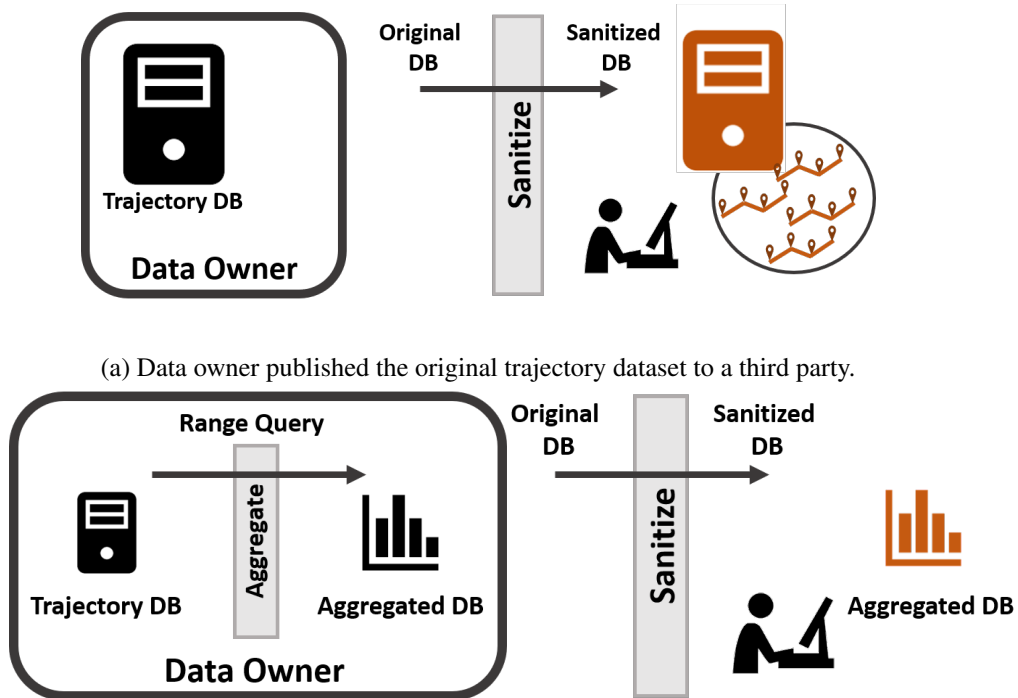 Original
DB
Sanitized
DB
Sanitize
Trajectory DB
Data Owner
(a) Data owner published the original trajectory dataset to a third party.
Range Query
Original
DB
Sanitized
DB
Aggregate
Sanitize
Trajectory DB
Aggregated DB
Aggregated DB
Data Owner